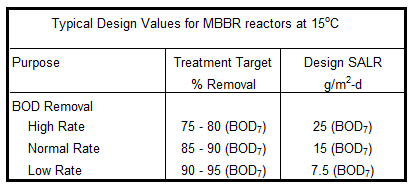 Typical Design Values for MBBR reactors at 15°C
Purpose Treatment Target Design SALR
% Removal g/m²-d
BOD Removal
High Rate 75 - 80 (BOD₇) 25 (BOD₇)
Normal Rate 85 - 90 (BOD₇) 15 (BOD₇)
Low Rate 90 - 95 (BOD₇) 7.5 (BOD₇)